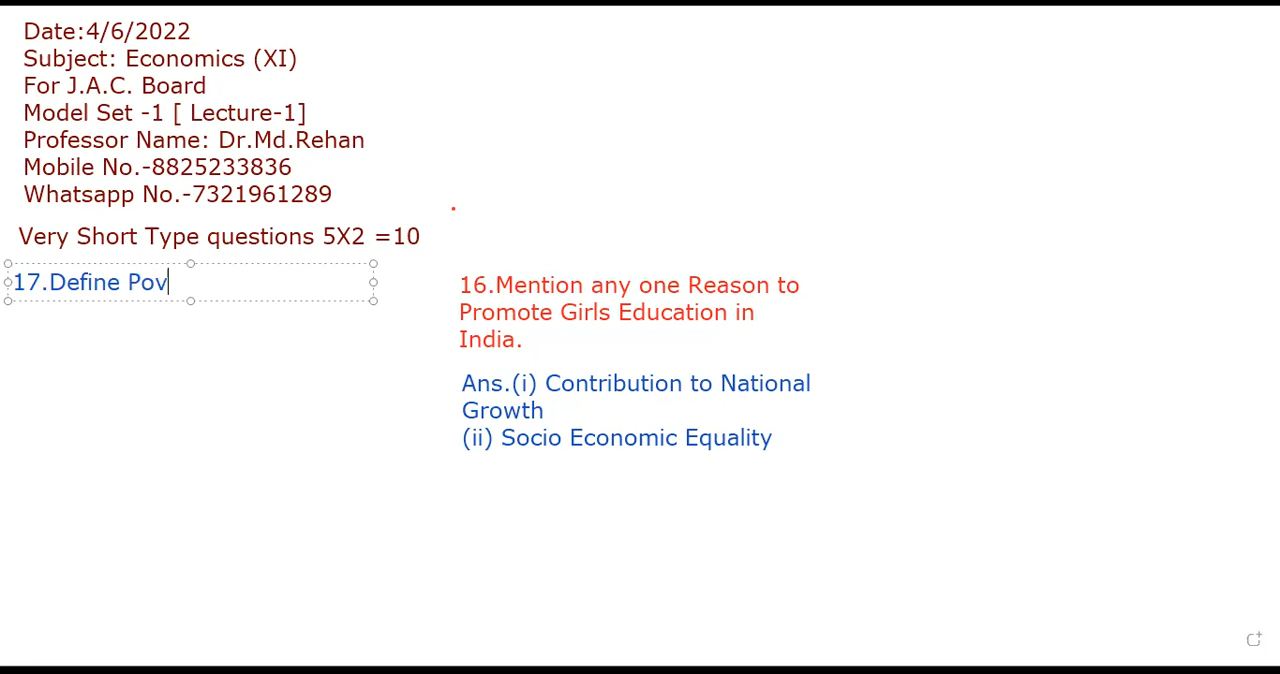 Date:4/6/2022
Subject: Economics (XI)
For J.A.C. Board
Model Set -1 [ Lecture-1]
Professor Name: Dr.Md.Rehan
Mobile No.-8825233836
Whatsapp No.-7321961289
Very Short Type questions 5X2 =10
17.Define Pov
16.Mention any one Reason to
Promote Girls Education in
India.
Ans.(i) Contribution to National
Growth
(ii) Socio Economic Equality